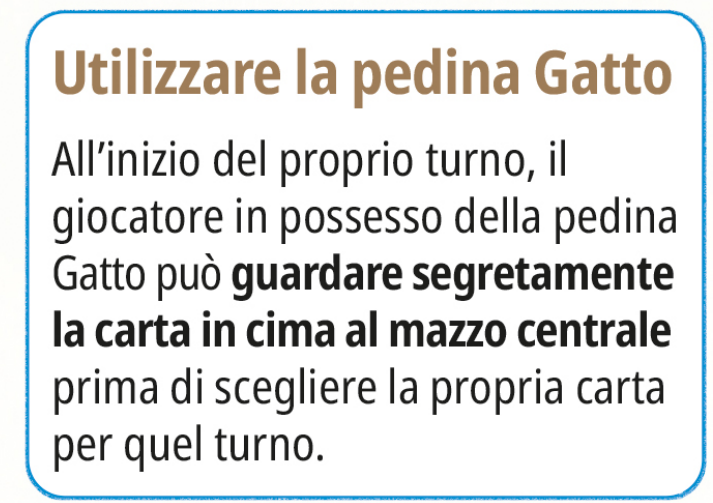 Utilizzare la pedina Gatto
All’inizio del proprio turno, il
giocatore in possesso della pedina
Gatto può guardare segretamente
la carta in cima al mazzo centrale
prima di scegliere la propria carta
per quel turno.